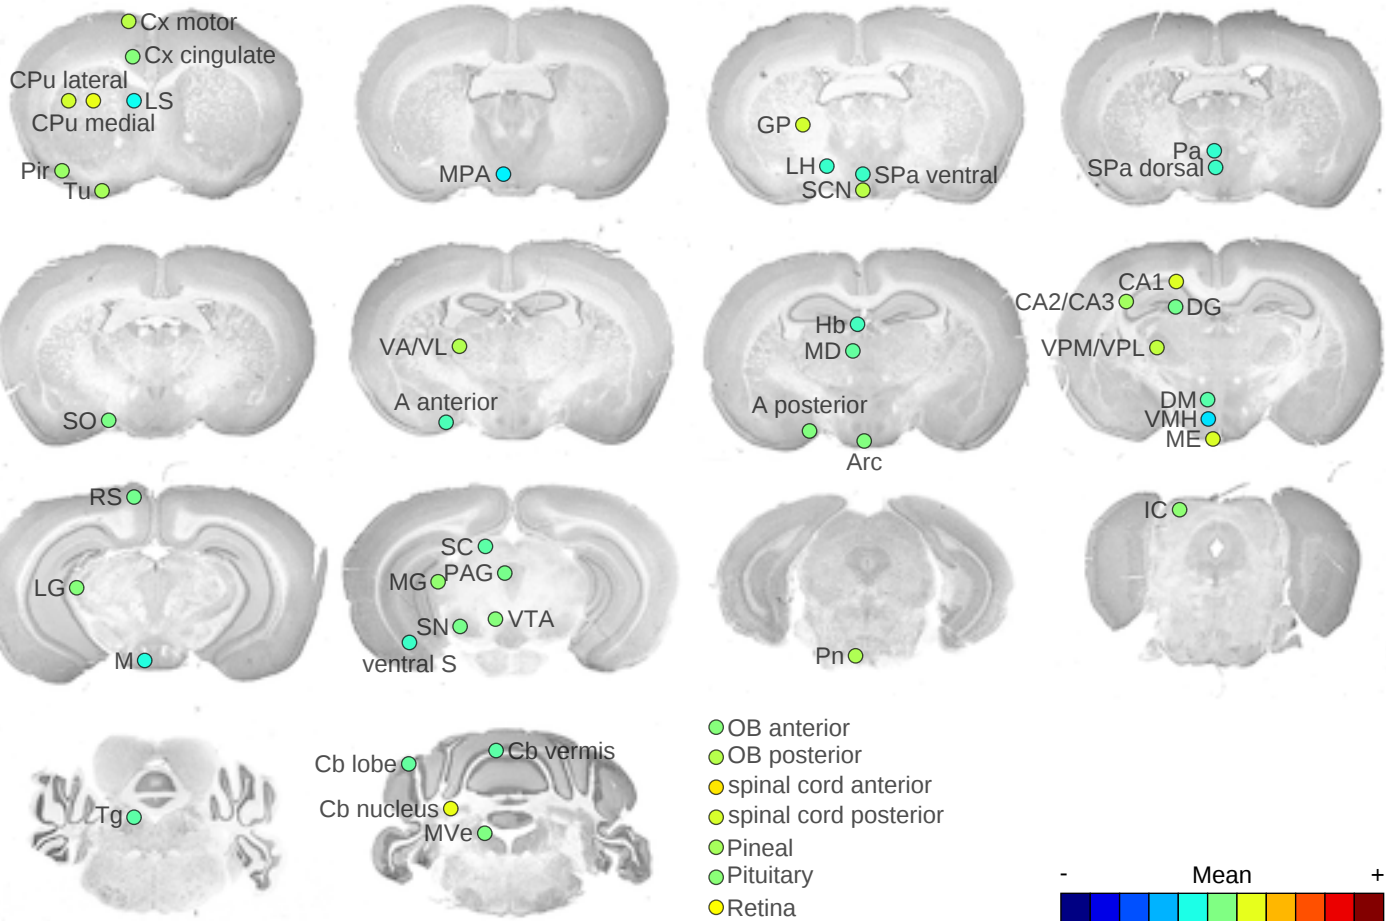 Cx motor
Cx cingulate
CPu lateral
LS
CPu medial
Pir
Tu
MPA
GP
LH
SPa ventral
SCN
Pa
SPa dorsal
SO
VA/VL
A anterior
Hb
MD
A posterior
Arc
CA1
CA2/CA3
DG
VPM/VPL
DM
VMH
ME
RS
LG
M
SC
MG
PAG
SN
VTA
ventral S
Pn
IC
Tg
Cb lobe
Cb vermis
Cb nucleus
MVe
OB anterior
OB posterior
spinal cord anterior
spinal cord posterior
Pineal
Pituitary
Retina
- Mean +